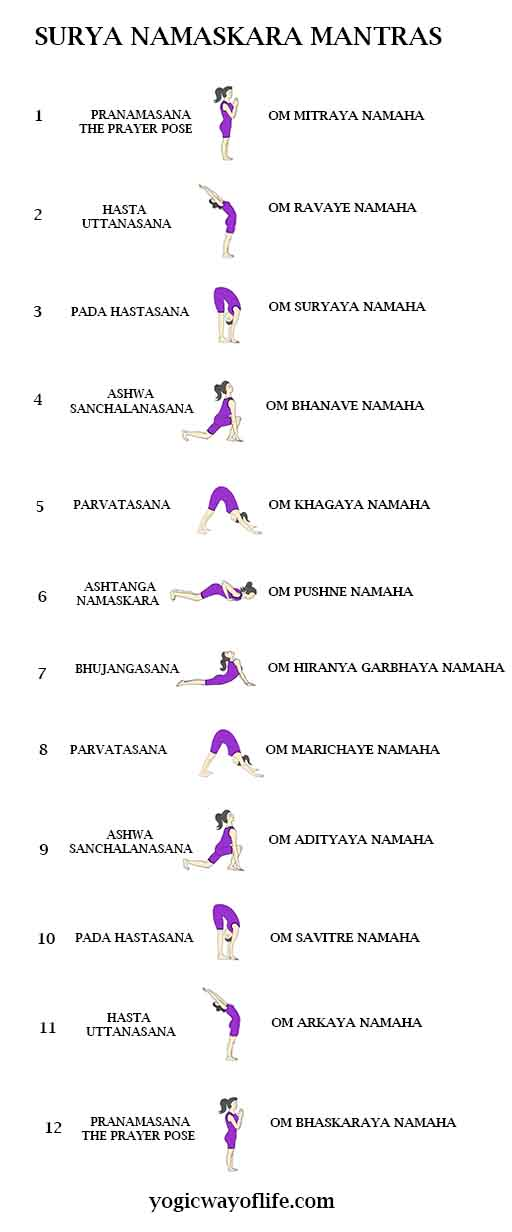 SURYA NAMASKARA MANTRAS
1
PRANAMASANA
THE PRAYER POSE
OM MITRAYA NAMAHA
2
HASTA
UTTANASANA
OM RAVAYE NAMAHA
3
PADA HASTASANA
OM SURYAYA NAMAHA
4
ASHWA
SANCHALANASANA
OM BHANAVE NAMAHA
5
PARVATASANA
OM KHAGAYA NAMAHA
6
ASHTANGA
NAMASKARA
OM PUSHNE NAMAHA
7
BHUJANGASANA
OM HIRANYA GARBHAYA NAMAHA
8
PARVATASANA
OM MARICHAYE NAMAHA
9
ASHWA
SANCHALANASANA
OM ADITYAYA NAMAHA
10
PADA HASTASANA
OM SAVITRE NAMAHA
11
HASTA
UTTANASANA
OM ARKAYA NAMAHA
12
PRANAMASANA
THE PRAYER POSE
OM BHASKARAYA NAMAHA
yogicwayoflife.com